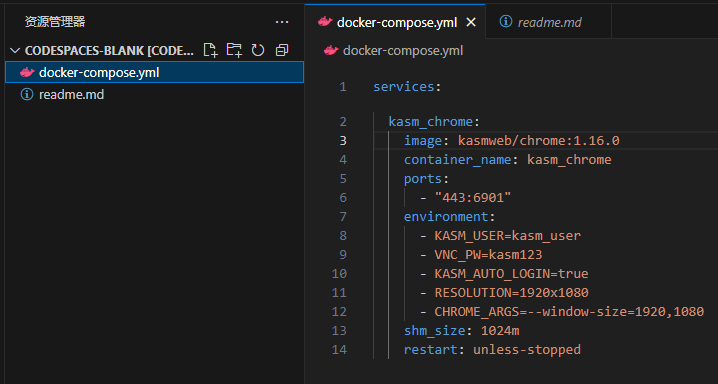 资源管理器
CODESPACES-BLANK [CODE...
docker-compose.yml
readme.md
docker-compose.yml
readme.md
docker-compose.yml
1 services:
2 kasm_chrome:
3 image: kasmweb/chrome:1.16.0
4 container_name: kasm_chrome
5 ports:
6 - "443:6901"
7 environment:
8 - KASM_USER=kasm_user
9 - VNC_PW=kasm123
10 - KASM_AUTO_LOGIN=true
11 - RESOLUTION=1920x1080
12 - CHROME_ARGS=--window-size=1920,1080
13 shm_size: 1024m
14 restart: unless-stopped